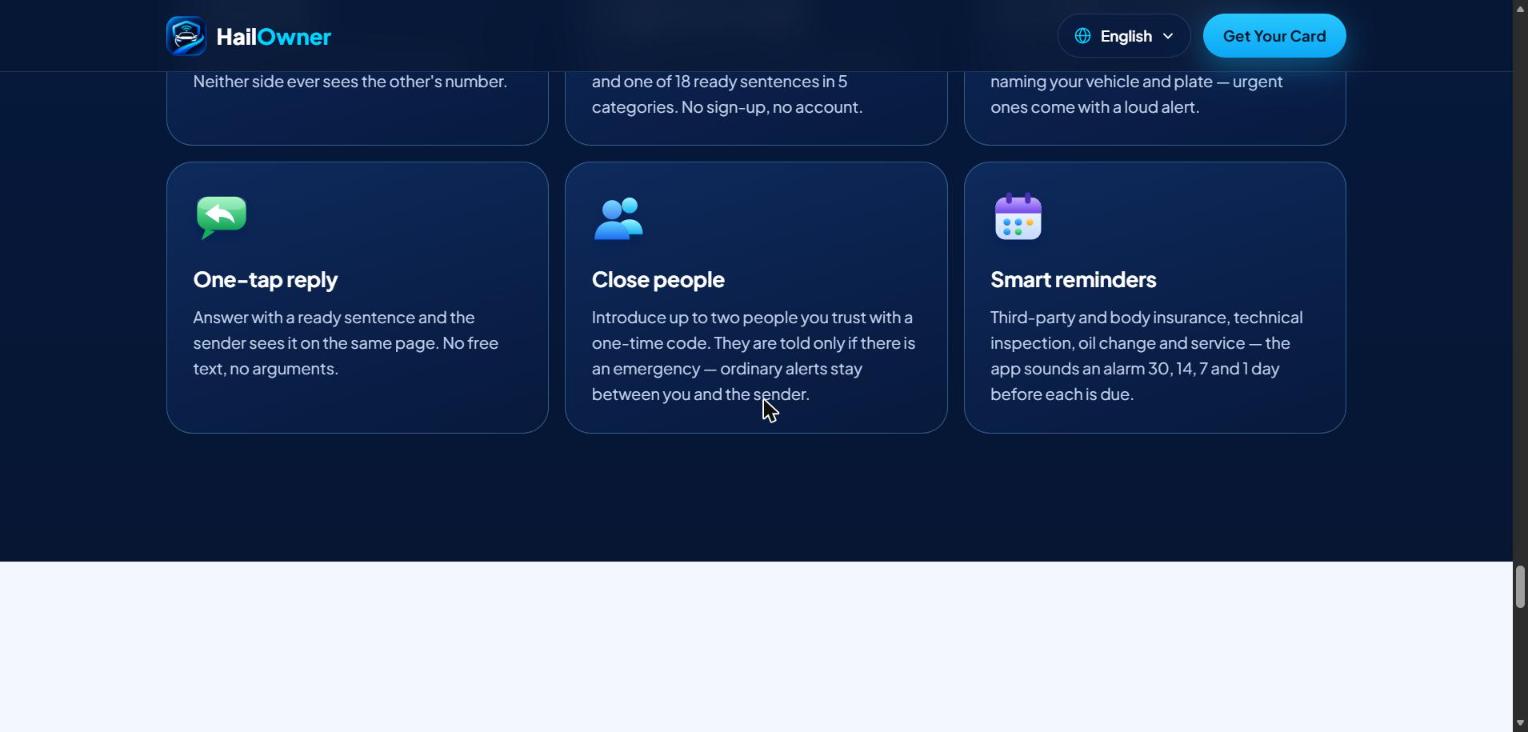 HailOwner
English
Get Your Card
Neither side ever sees the other's number.
and one of 18 ready sentences in 5
categories. No sign-up, no account.
naming your vehicle and plate — urgent
ones come with a loud alert.
One-tap reply
Answer with a ready sentence and the
sender sees it on the same page. No free
text, no arguments.
Close people
Introduce up to two people you trust with a
one-time code. They are told only if there is
an emergency — ordinary alerts stay
between you and the sender.
Smart reminders
Third-party and body insurance, technical
inspection, oil change and service — the
app sounds an alarm 30, 14, 7 and 1 day
before each is due.